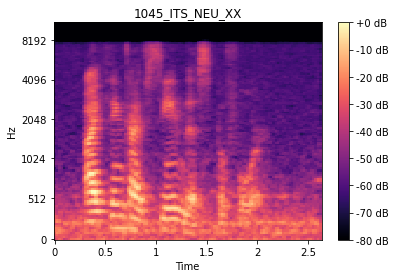 1045_ITS_NEU_XX
+0 dB
8192
-10 dB
-20 dB
4096
-30 dB
2048
-40 dB
Hz
1024
-50 dB
512
-60 dB
-70 dB
0
-80 dB
0 0.5 1 1.5 2 2.5
Time